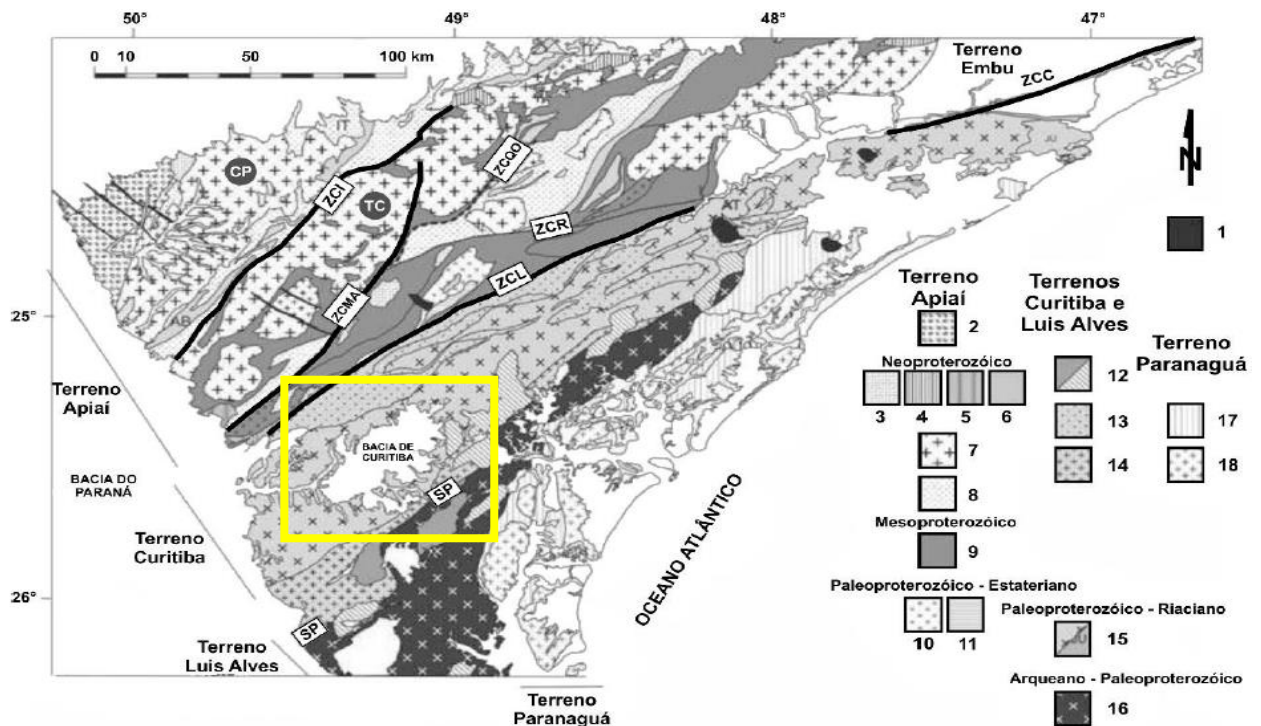 50°
49°
48°
47°
0 10 50 100 km
Terreno
Embu
ZCC
IT
CP
ZCI
ZCQO
TC
N
ZCR
AT
ZCL
1
ZCMA
25°
Terreno
Apiaí
2
Neoproterozóico
3 4 5 6
7
8
Mesoproterozóico
9
Paleoproterozóico - Estateriano
10 11
Terrenos
Curitiba e
Luis Alves
12
13
14
Terreno
Paranaguá
17
18
Paleoproterozóico - Riaciano
15
Arqueano - Paleoproterozóico
16
AB
Terreno
Apiaí
BACIA DO
PARANÁ
BACIA DE
CURITIBA
SP
Terreno
Curitiba
OCEANO ATLÂNTICO
26°
SP
Terreno
Luis Alves
Terreno
Paranaguá